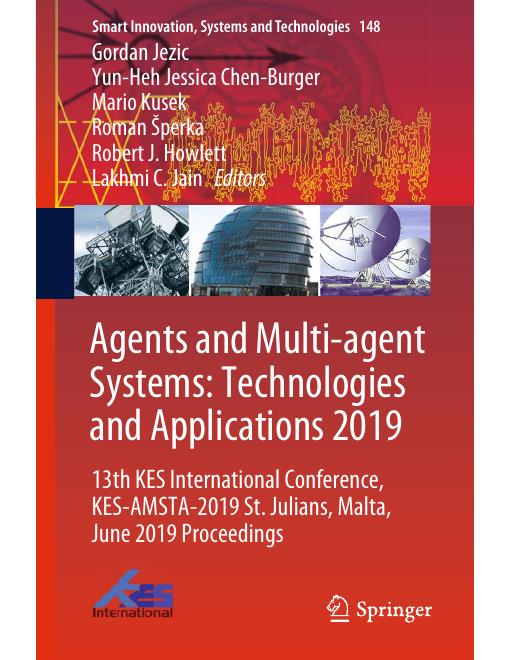 Smart Innovation, Systems and Technologies 148
Gordan Jezic
Yun-Heh Jessica Chen-Burger
Mario Kusek
Roman Šperka
Robert J. Howlett
Lakhmi C. Jain Editors
Agents and Multi-agent
Systems: Technologies
and Applications 2019
13th KES International Conference,
KES-AMSTA-2019 St. Julians, Malta,
June 2019 Proceedings
KES
International
Springer